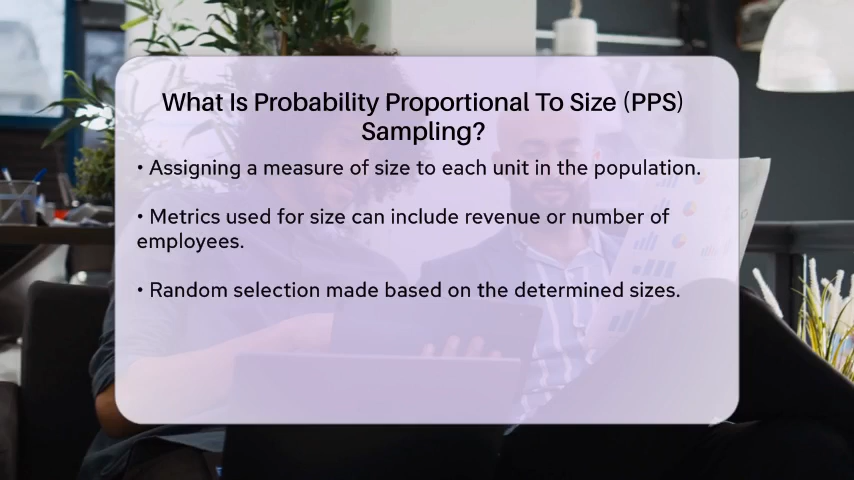 What Is Probability Proportional To Size (PPS)
Sampling?
• Assigning a measure of size to each unit in the population.
• Metrics used for size can include revenue or number of
employees.
• Random selection made based on the determined sizes.